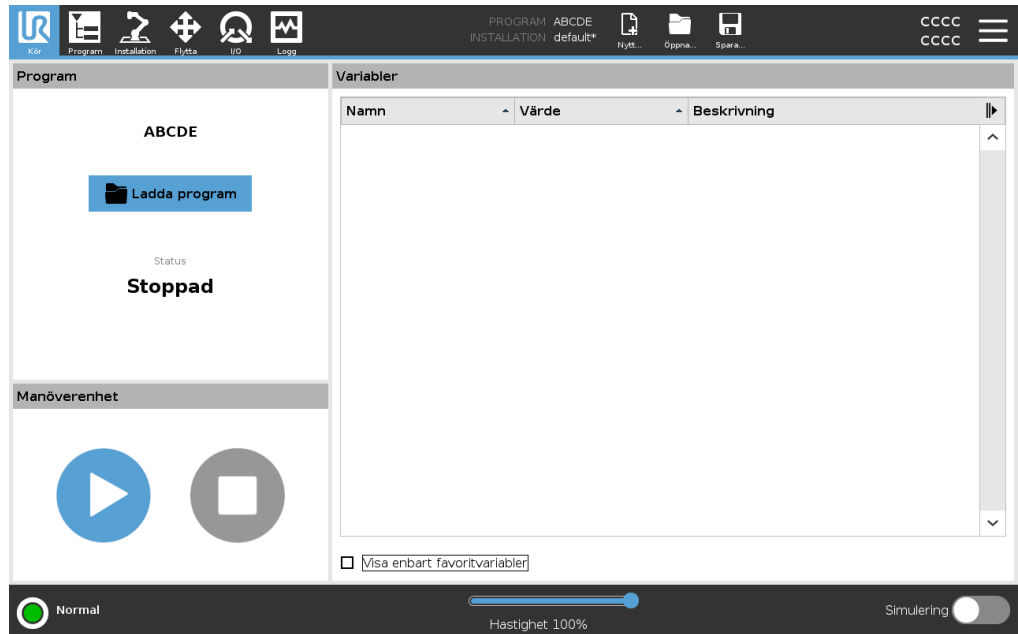 PROGRAM ABCDE
INSTALLATION default*
Kör Program Installation Flytta I/O Logg
Nytt... Öppna... Spara...
CCCC
CCCC
Program
ABCDE
Ladda program
Status
Stoppad
Manöverenhet
Variabler
Namn Värde Beskrivning
Visa enbart favoritvariabler
Normal
Hastighet 100%
Simulering